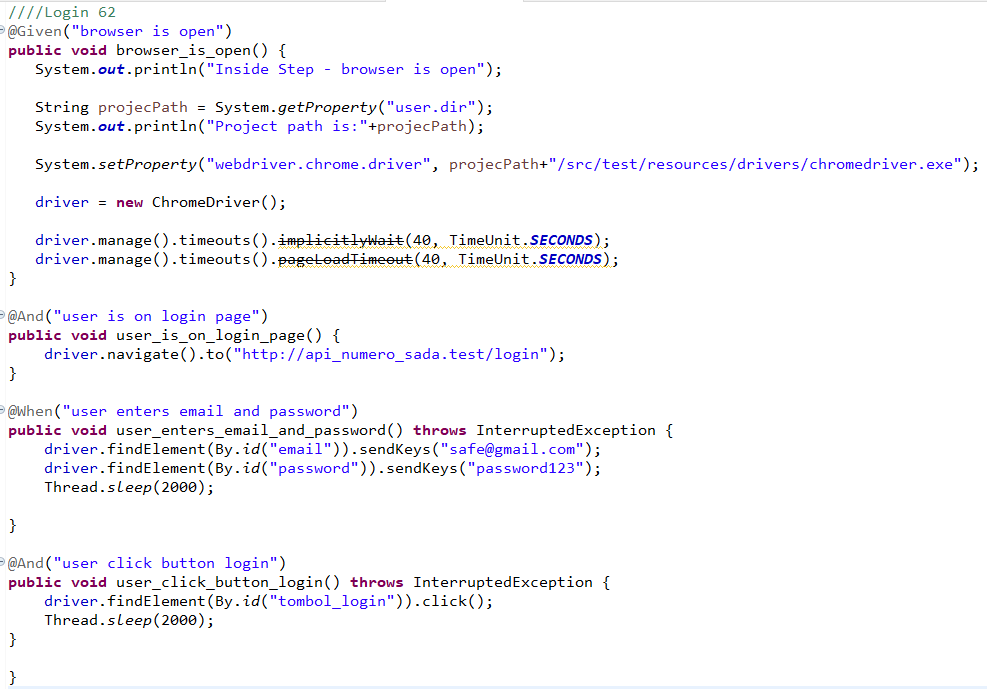 ////Login 62
@Given("browser is open")
public void browser_is_open() {
System.out.println("Inside Step - browser is open");
String projecPath = System.getProperty("user.dir");
System.out.println("Project path is:"+projecPath);
System.setProperty("webdriver.chrome.driver", projecPath+"/src/test/resources/drivers/chromedriver.exe");
driver = new ChromeDriver();
driver.manage().timeouts().implicitlyWait(40, TimeUnit.SECONDS);
driver.manage().timeouts().pageLoadTimeout(40, TimeUnit.SECONDS);
}
@And("user is on login page")
public void user_is_on_login_page() {
driver.navigate().to("http://api_numero_sada.test/login");
}
@When("user enters email and password")
public void user_enters_email_and_password() throws InterruptedException {
driver.findElement(By.id("email")).sendKeys("safe@gmail.com");
driver.findElement(By.id("password")).sendKeys("password123");
Thread.sleep(2000);
}
@And("user click button login")
public void user_click_button_login() throws InterruptedException {
driver.findElement(By.id("tombol_login")).click();
Thread.sleep(2000);
}
}